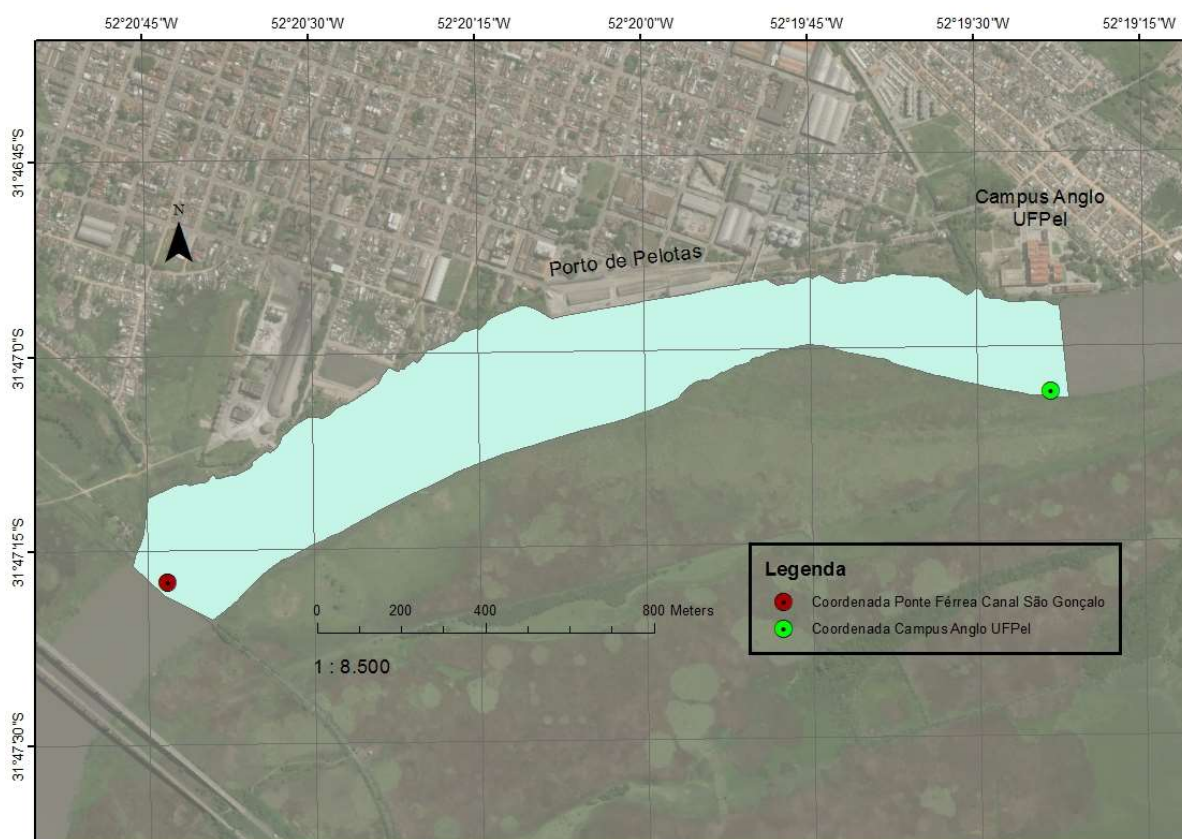 52°20'45"W 52°20'30"W 52°20'15"W 52°20'0"W 52°19'45"W 52°19'30"W 52°19'15"W
31°46'45"S
Campus Anglo
UFPel
N
Porto de Pelotas
31°47'0"S
31°47'15"S
Legenda
Coordenada Ponte Férrea Canal São Gonçalo
Coordenada Campus Anglo UFPel
0 200 400 800 Meters
1 : 8.500
31°47'30"S